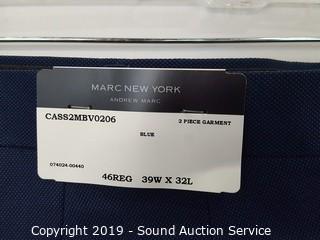 MARC NEW YORK
ANDREW MARC
CASS2MBV0206 2 PIECE GARMENT
BLUE
074024-00440
46REG 39W X 32L
Copyright 2019 - Sound Auction Service